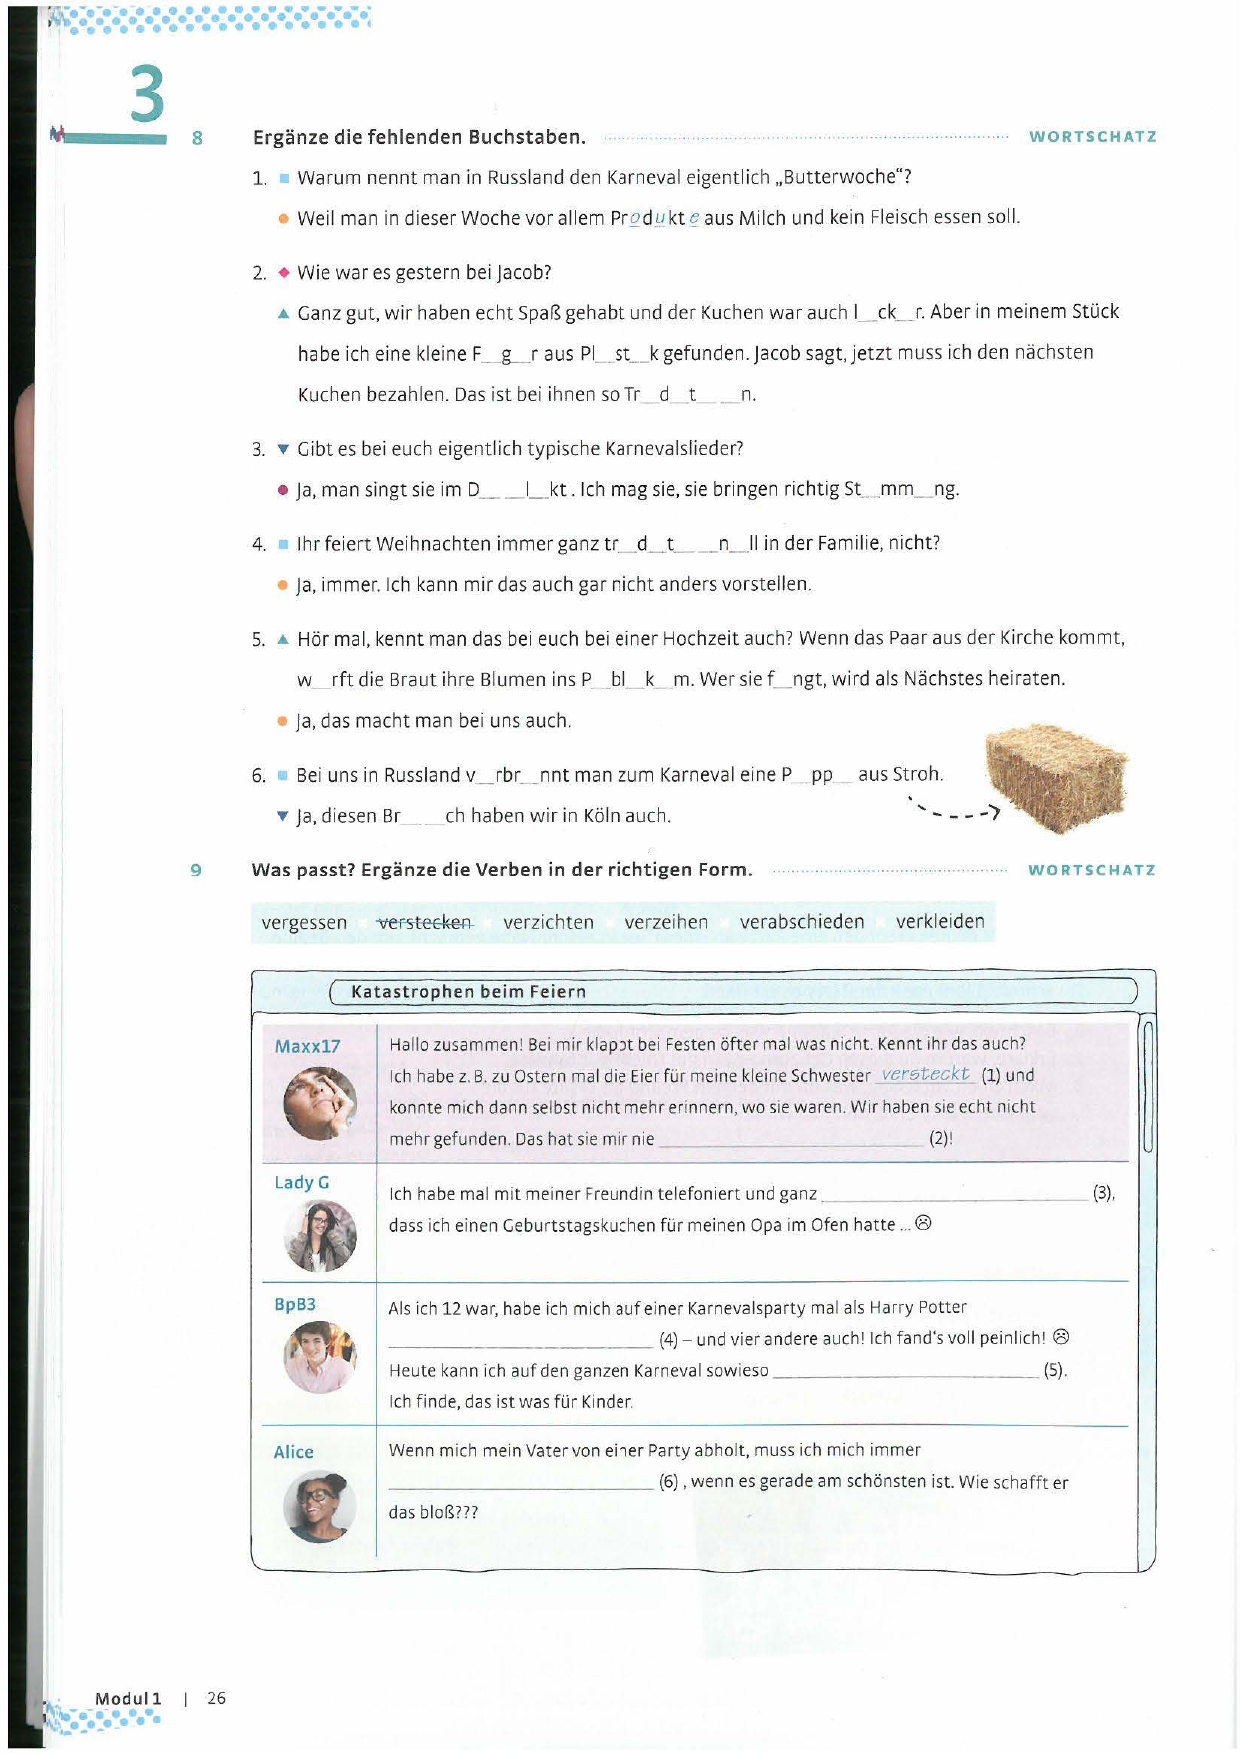 3
8 Ergänze die fehlenden Buchstaben. WORTSCHATZ
1. Warum nennt man in Russland den Karneval eigentlich „Butterwoche“?
Weil man in dieser Woche vor allem Produkte aus Milch und kein Fleisch essen soll.
2. Wie war es gestern bei Jacob?
Ganz gut, wir haben echt Spaß gehabt und der Kuchen war auch l__ck__r. Aber in meinem Stück
habe ich eine kleine F__g__r aus Pl__st__k gefunden. Jacob sagt, jetzt muss ich den nächsten
Kuchen bezahlen. Das ist bei ihnen so Tr__d__t__ __n.
3. Gibt es bei euch eigentlich typische Karnevalslieder?
Ja, man singt sie im D__ __l__kt. Ich mag sie, sie bringen richtig St__mm__ng.
4. Ihr feiert Weihnachten immer ganz tr__d__t__ __n__ll in der Familie, nicht?
Ja, immer. Ich kann mir das auch gar nicht anders vorstellen.
5. Hör mal, kennt man das bei euch bei einer Hochzeit auch? Wenn das Paar aus der Kirche kommt,
w__rft die Braut ihre Blumen ins P__bl__k__m. Wer sie f__ngt, wird als Nächstes heiraten.
Ja, das macht man bei uns auch.
6. Bei uns in Russland v__rbr__nnt man zum Karneval eine P__pp__ aus Stroh.
Ja, diesen Br__ __ch haben wir in Köln auch.
9 Was passt? Ergänze die Verben in der richtigen Form. WORTSCHATZ
vergessen verstecken verzichten verzeihen verabschieden verkleiden
Katastrophen beim Feiern
Maxx17
Hallo zusammen! Bei mir klappt bei Festen öfter mal was nicht. Kennt ihr das auch?
Ich habe z. B. zu Ostern mal die Eier für meine kleine Schwester versteckt (1) und
konnte mich dann selbst nicht mehr erinnern, wo sie waren. Wir haben sie echt nicht
mehr gefunden. Das hat sie mir nie ____________ (2)!
Lady G
Ich habe mal mit meiner Freundin telefoniert und ganz ____________ (3),
dass ich einen Geburtstagskuchen für meinen Opa im Ofen hatte ... ☹
BpB3
Als ich 12 war, habe ich mich auf einer Karnevalsparty mal als Harry Potter
____________ (4) – und vier andere auch! Ich fand's voll peinlich! ☹
Heute kann ich auf den ganzen Karneval sowieso ____________ (5).
Ich finde, das ist was für Kinder.
Alice
Wenn mich mein Vater von einer Party abholt, muss ich mich immer
____________ (6), wenn es gerade am schönsten ist. Wie schafft er
das bloß???
Modul 1 | 26